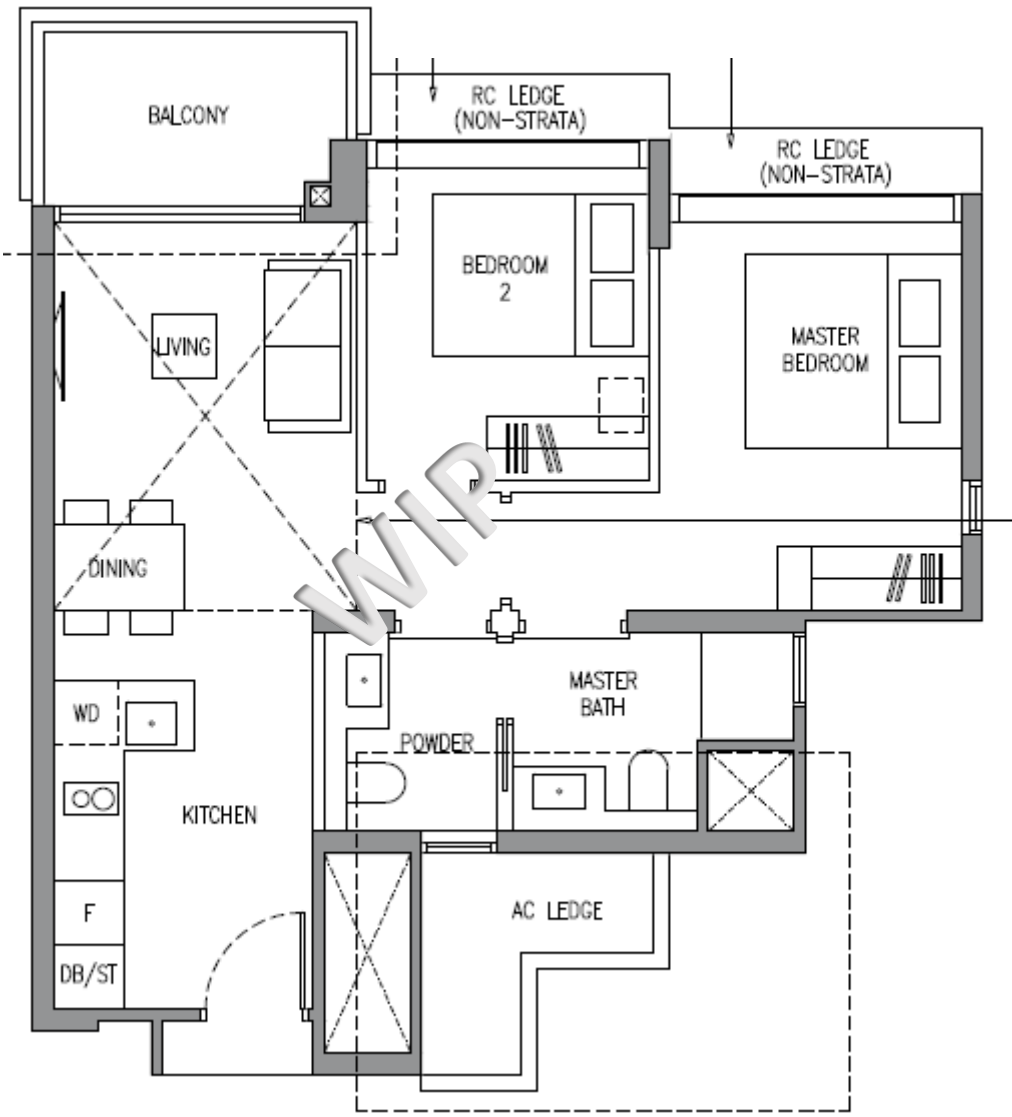 BALCONY
RC LEDGE
(NON-STRATA)
RC LEDGE
(NON-STRATA)
BEDROOM
2
LIVING
MASTER
BEDROOM
WIP
DINING
MASTER
BATH
WD
POWDER
KITCHEN
F
AC LEDGE
DB/ST